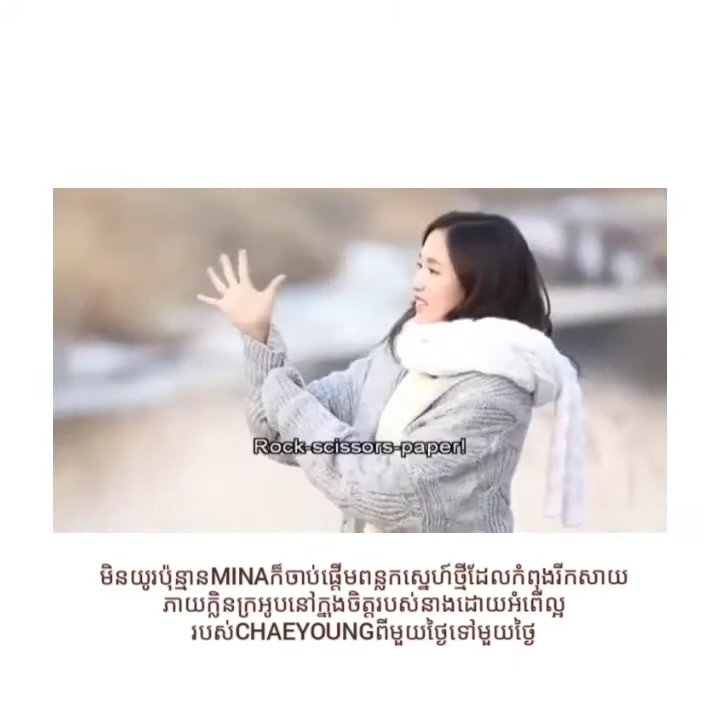 Rock-scissors-paper!
មិនយូរប៉ុន្មានMINAក៏ចាប់ផ្ដើមពន្លកស្នេហ៍ថ្មីដែលកំពុងរីកសាយ
ភាយក្លិនក្រអូបនៅក្នុងចិត្តរបស់នាងដោយអំពើល្អ
របស់CHAEYOUNGពីមួយថ្ងៃទៅមួយថ្ងៃ